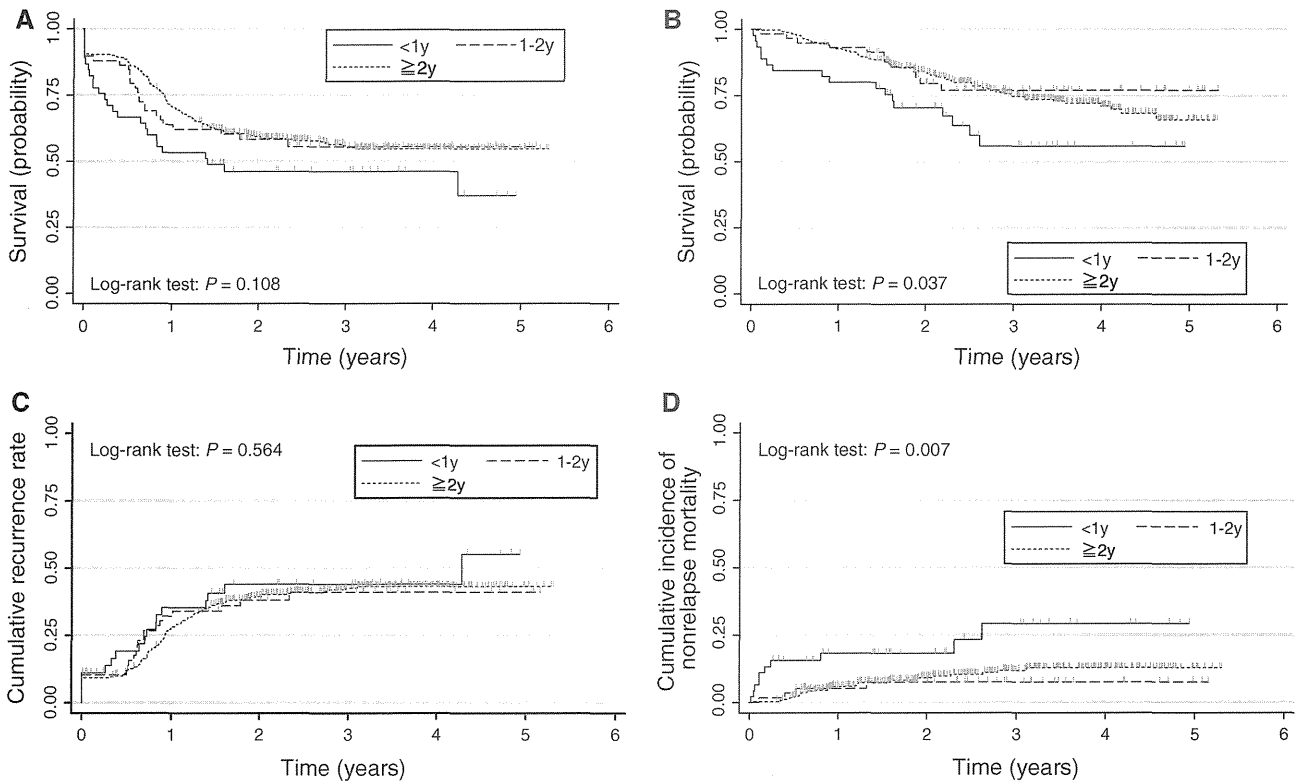 A
Survival (probability)
1.00
0.75
0.50
0.25
0.00
<1y
1-2y
≧2y
Log-rank test: P = 0.108
0 1 2 3 4 5 6
Time (years)
B
Survival (probability)
1.00
0.75
0.50
0.25
0.00
<1y
1-2y
≧2y
Log-rank test: P = 0.037
0 1 2 3 4 5 6
Time (years)
C
Cumulative recurrence rate
1.00
0.75
0.50
0.25
0.00
Log-rank test: P = 0.564
<1y
1-2y
≧2y
0 1 2 3 4 5 6
Time (years)
D
Cumulative incidence of
nonrelapse mortality
1.00
0.75
0.50
0.25
0.00
Log-rank test: P = 0.007
<1y
1-2y
≧2y
0 1 2 3 4 5 6
Time (years)